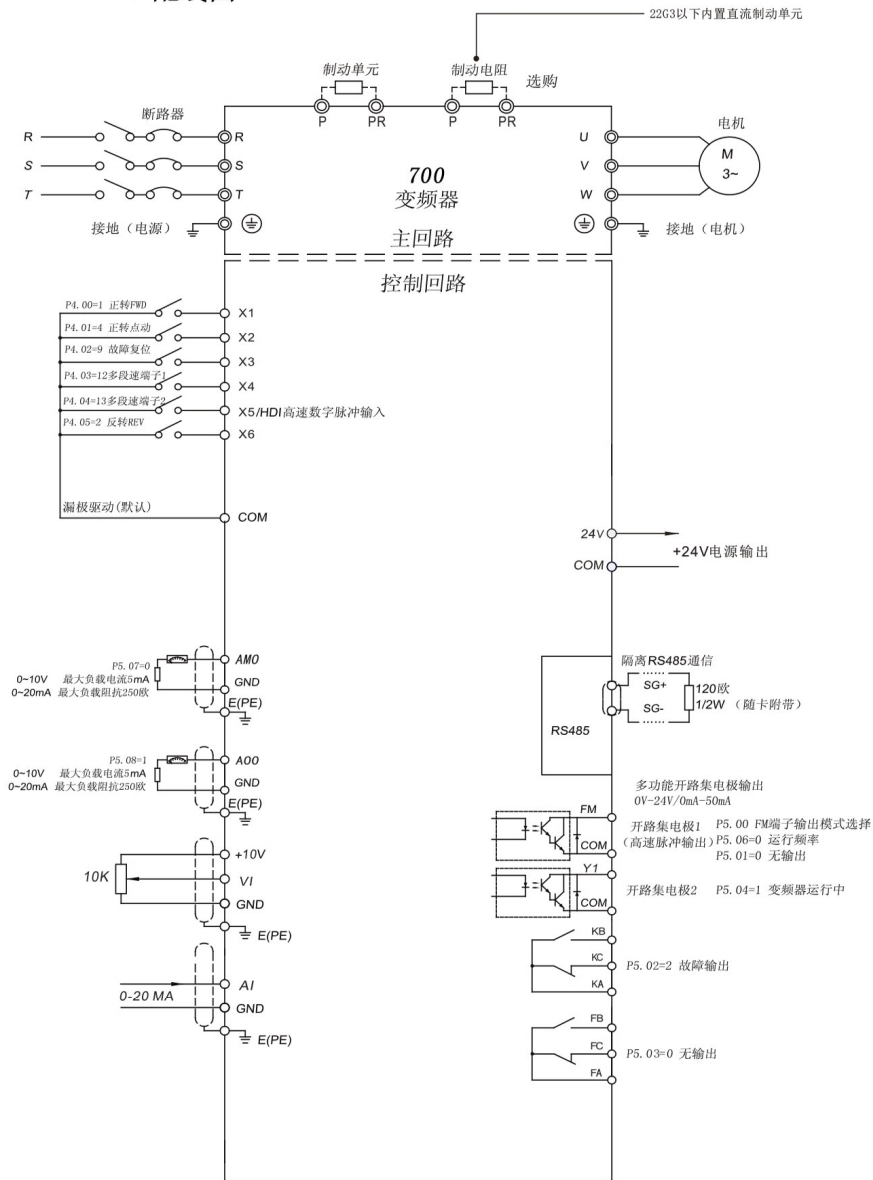 22G3以下内置直流制动单元
制动单元
制动电阻
选购
P
PR
P
PR
断路器
电机
R
R
U
M
3~
S
S
V
T
T
W
700
变频器
接地（电源）
接地（电机）
主回路
控制回路
P4.00=1 正转FWD
X1
P4.01=4 正转点动
X2
P4.02=9 故障复位
X3
P4.03=12多段速端子1
X4
P4.04=13多段速端子2
X5/HDI高速数字脉冲输入
P4.05=2 反转REV
X6
漏极驱动(默认)
COM
24V
COM
+24V电源输出
P5.07=0
0~10V 最大负载电流5mA
0~20mA 最大负载阻抗250欧
AMO
GND
E(PE)
隔离RS485通信
SG+
SG-
120欧
1/2W （随卡附带）
RS485
P5.08=1
0~10V 最大负载电流5mA
0~20mA 最大负载阻抗250欧
AOO
GND
E(PE)
多功能开路集电极输出
0V-24V/0mA-50mA
FM
COM
开路集电极1
（高速脉冲输出）
P5.00 FM端子输出模式选择
P5.06=0 运行频率
P5.01=0 无输出
10K
+10V
VI
GND
E(PE)
Y1
COM
开路集电极2 P5.04=1 变频器运行中
KB
KC
KA
P5.02=2 故障输出
0-20 MA
AI
GND
E(PE)
FB
FC
FA
P5.03=0 无输出